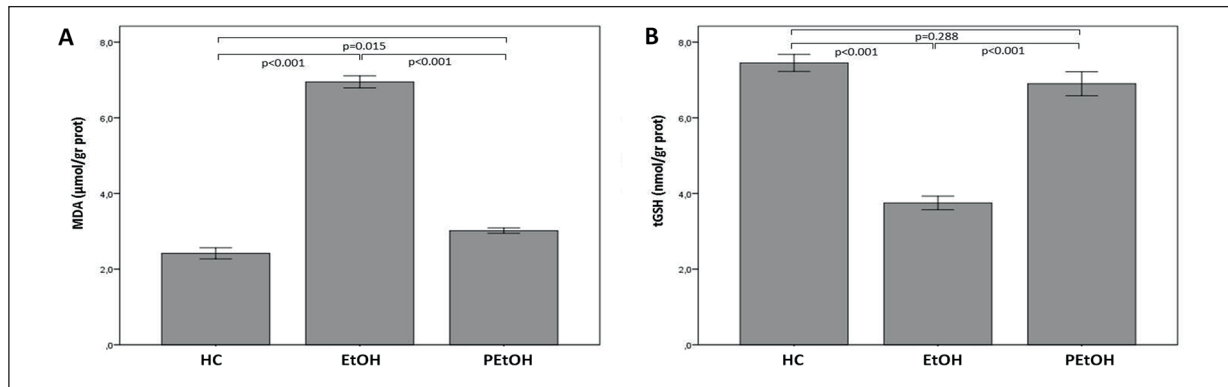 A
8,0
6,0
4,0
2,0
,0
MDA (μmol/gr prot)
p=0.015
p<0.001
p<0.001
HC
EtOH
PEtOH
B
8,0
6,0
4,0
2,0
,0
tGSH (nmol/gr prot)
p=0.288
p<0.001
p<0.001
HC
EtOH
PEtOH